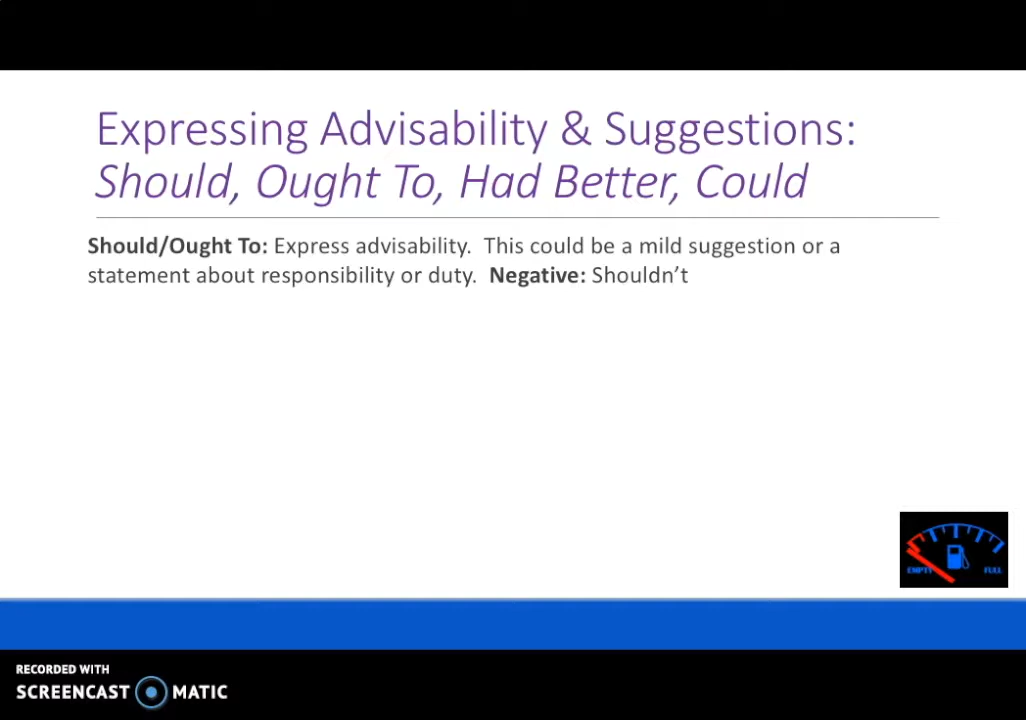 Expressing Advisability & Suggestions:
Should, Ought To, Had Better, Could
Should/Ought To: Express advisability.  This could be a mild suggestion or a
statement about responsibility or duty.  Negative: Shouldn’t
EMPTY FULL
RECORDED WITH
SCREENCAST MATIC